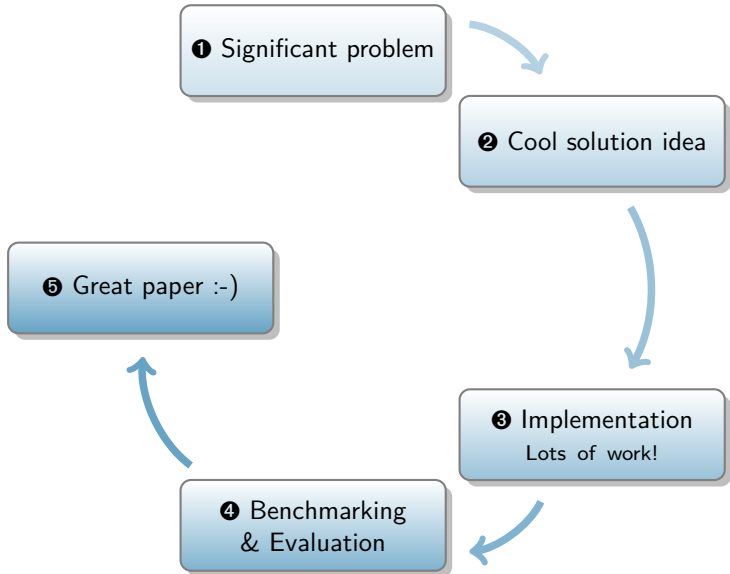 ❶ Significant problem
❷ Cool solution idea
❸ Implementation
Lots of work!
❹ Benchmarking
& Evaluation
❺ Great paper :-)